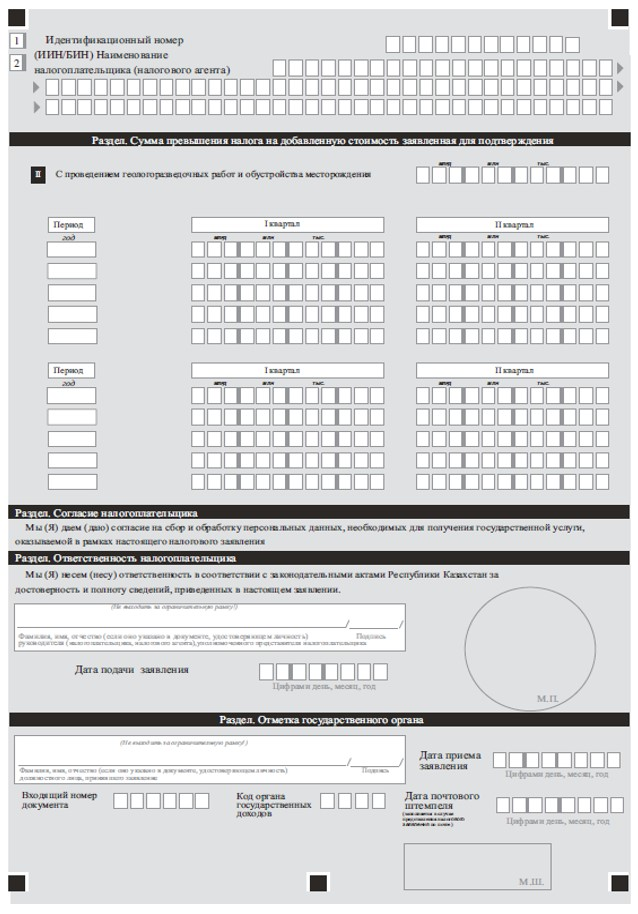 1 Идентификационный номер
2 (ИИН/БИН) Наименование
налогоплательщика (налогового агента)
Раздел. Сумма превышения налога на добавленную стоимость заявленная для подтверждения
млрд млн тыс.
II С проведением геологоразведочных работ и обустройства месторождения
Период I квартал II квартал
год млрд млн тыс. млрд млн тыс.
Период I квартал II квартал
год млрд млн тыс. млрд млн тыс.
Раздел. Согласие налогоплательщика
Мы (Я) даем (даю) согласие на сбор и обработку персональных данных, необходимых для получения государственной услуги,
оказываемой в рамках настоящего налогового заявления
Раздел. Ответственность налогоплательщика
Мы (Я) несем (несу) ответственность в соответствии с законодательными актами Республики Казахстан за
достоверность и полноту сведений, приведенных в настоящем заявлении.
(Не выходить за ограничительную рамку!)
/ /
Фамилия, имя, отчество (если оно указано в документе, удостоверяющем личность) Подпись
руководителя (налогоплательщика, налогового агента), уполномоченного представителя налогоплательщика
Дата подачи заявления
Цифрами день, месяц, год
М.П.
Раздел. Отметка государственного органа
(Не выходить за ограничительную рамку!)
/ /
Фамилия, имя, отчество (если оно указано в документе, удостоверяющем личность) Подпись
должностного лица, принявшего заявление
Дата приема
заявления
Цифрами день, месяц, год
Входящий номер
документа
Код органа
государственных
доходов
Дата почтового
штемпеля
(заполняется в случае
Цифрами день, месяц, год
М.Ш.